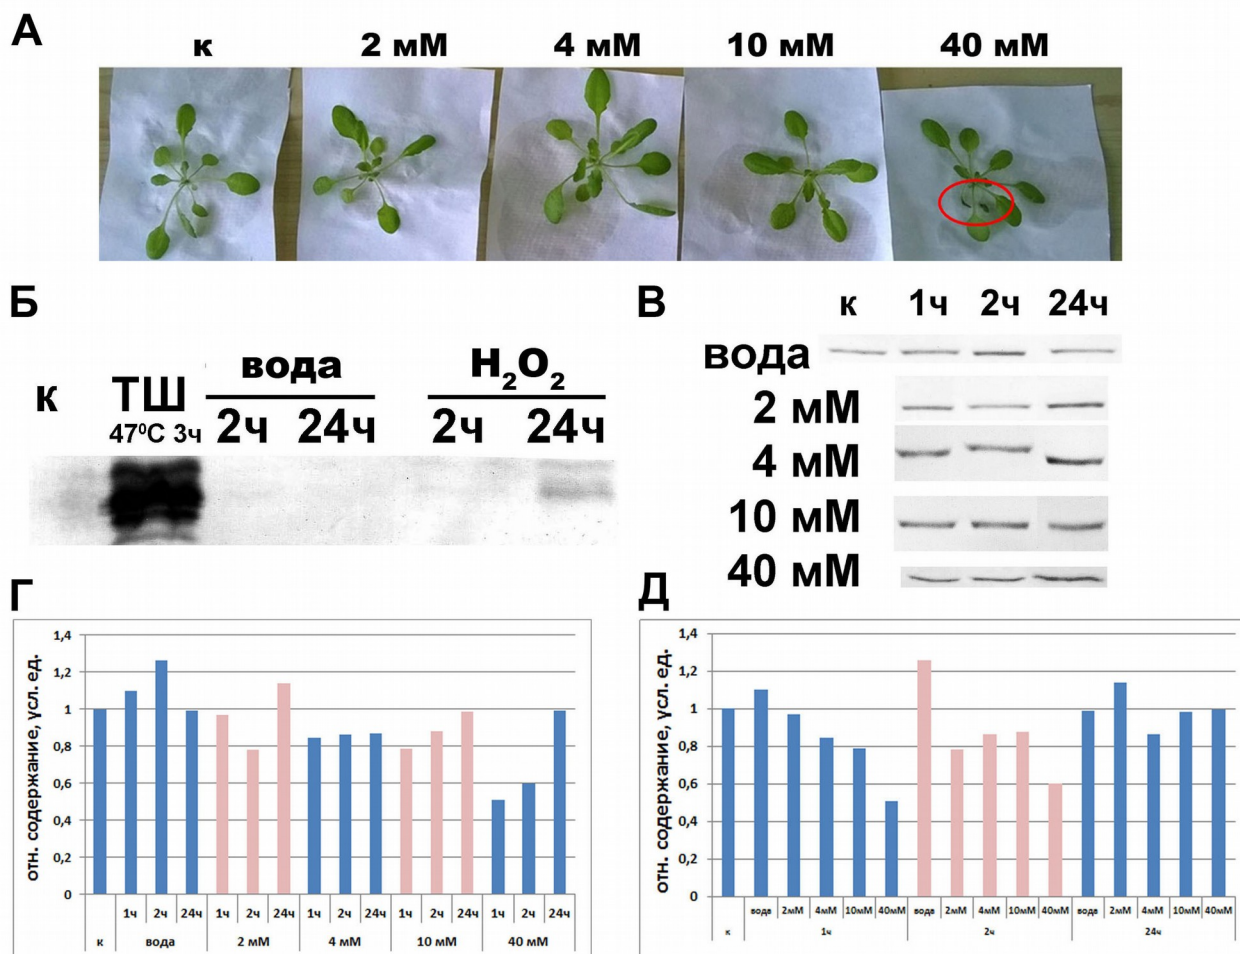 А
к 2 мМ 4 мМ 10 мМ 40 мМ
Б
к ТШ вода H₂O₂
47⁰С 3ч 2ч 24ч 2ч 24ч
В
к 1ч 2ч 24ч
вода
2 мМ
4 мМ
10 мМ
40 мМ
Г
отн. содержание, усл. ед.
1,4
1,2
1
0,8
0,6
0,4
0,2
0
1ч 2ч 24ч 1ч 2ч 24ч 1ч 2ч 24ч 1ч 2ч 24ч 1ч 2ч 24ч
к вода 2 мМ 4 мМ 10 мМ 40 мМ
Д
отн. содержание, усл. ед.
1,4
1,2
1
0,8
0,6
0,4
0,2
0
вода 2мМ 4мМ 10мМ 40мМ вода 2мМ 4мМ 10мМ 40мМ вода 2мМ 4мМ 10мМ 40мМ
к 1ч 2ч 24ч